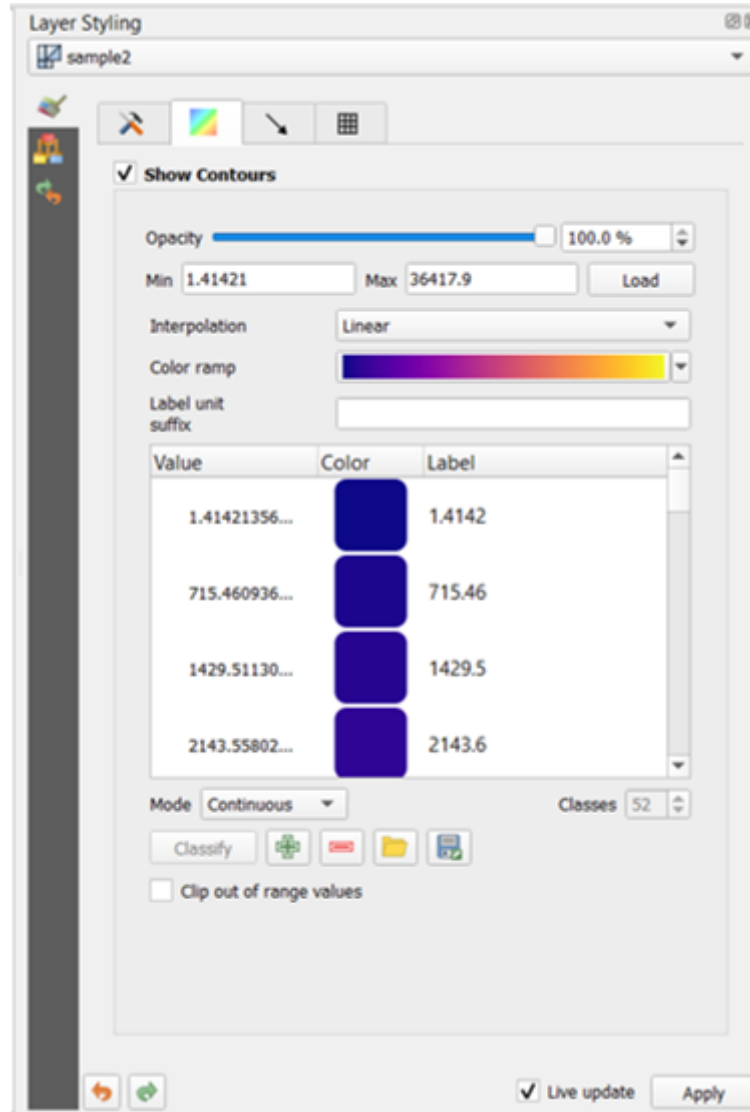 Layer Styling
sample2
Show Contours
Opacity 100.0 %
Min 1.41421 Max 36417.9 Load
Interpolation Linear
Color ramp
Label unit
suffix
Value Color Label
1.41421356... 1.4142
715.460936... 715.46
1429.51130... 1429.5
2143.55802... 2143.6
Mode Continuous Classes 52
Classify
Clip out of range values
Live update Apply